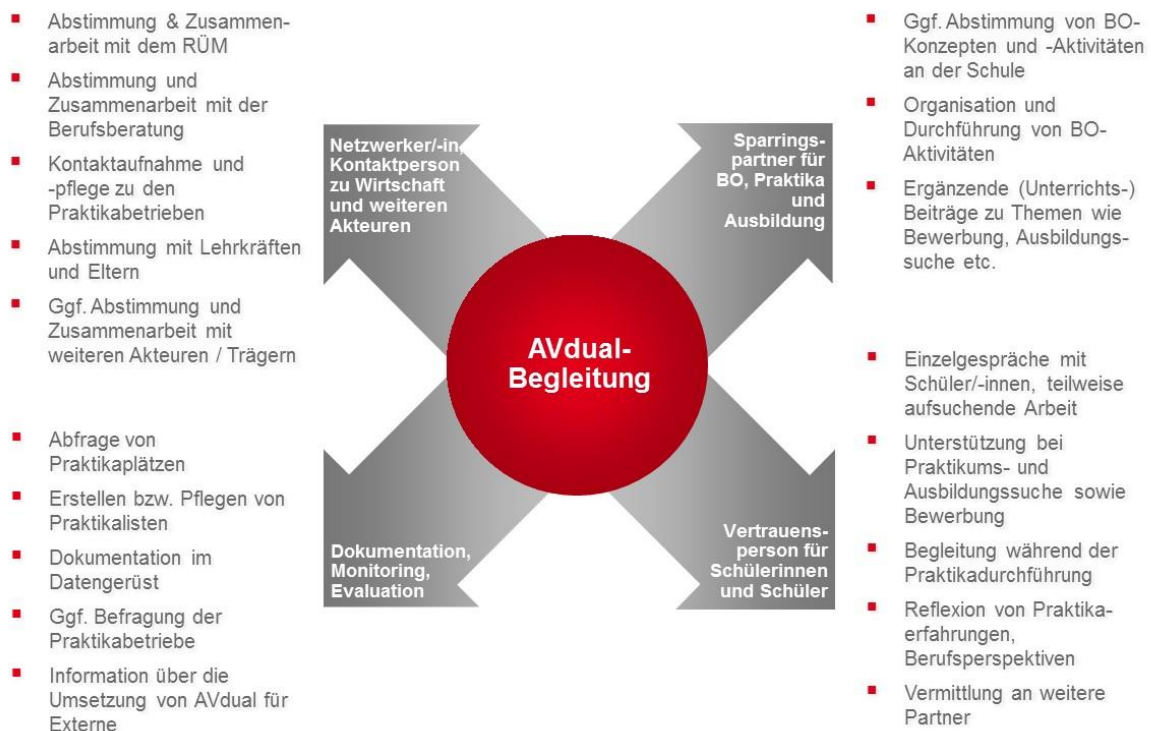 Abstimmung & Zusammen-
arbeit mit dem RÜM
Abstimmung und
Zusammenarbeit mit der
Berufsberatung
Kontaktaufnahme und
-pflege zu den
Praktikabetrieben
Abstimmung mit Lehrkräften
und Eltern
Ggf. Abstimmung und
Zusammenarbeit mit
weiteren Akteuren / Trägern
Netzwerker/-in,
Kontaktperson
zu Wirtschaft
und weiteren
Akteuren
Sparrings-
partner für
BO, Praktika
und
Ausbildung
Ggf. Abstimmung von BO-
Konzepten und -Aktivitäten
an der Schule
Organisation und
Durchführung von BO-
Aktivitäten
Ergänzende (Unterrichts-)
Beiträge zu Themen wie
Bewerbung, Ausbildungs-
suche etc.
AVdual-
Begleitung
Abfrage von
Praktikaplätzen
Erstellen bzw. Pflegen von
Praktikalisten
Dokumentation im
Datengerüst
Ggf. Befragung der
Praktikabetriebe
Information über die
Umsetzung von AVdual für
Externe
Dokumentation,
Monitoring,
Evaluation
Vertrauens-
person für
Schülerinnen
und Schüler
Einzelgespräche mit
Schüler/-innen, teilweise
aufsuchende Arbeit
Unterstützung bei
Praktikums- und
Ausbildungssuche sowie
Bewerbung
Begleitung während der
Praktikadurchführung
Reflexion von Praktika-
erfahrungen,
Berufsperspektiven
Vermittlung an weitere
Partner